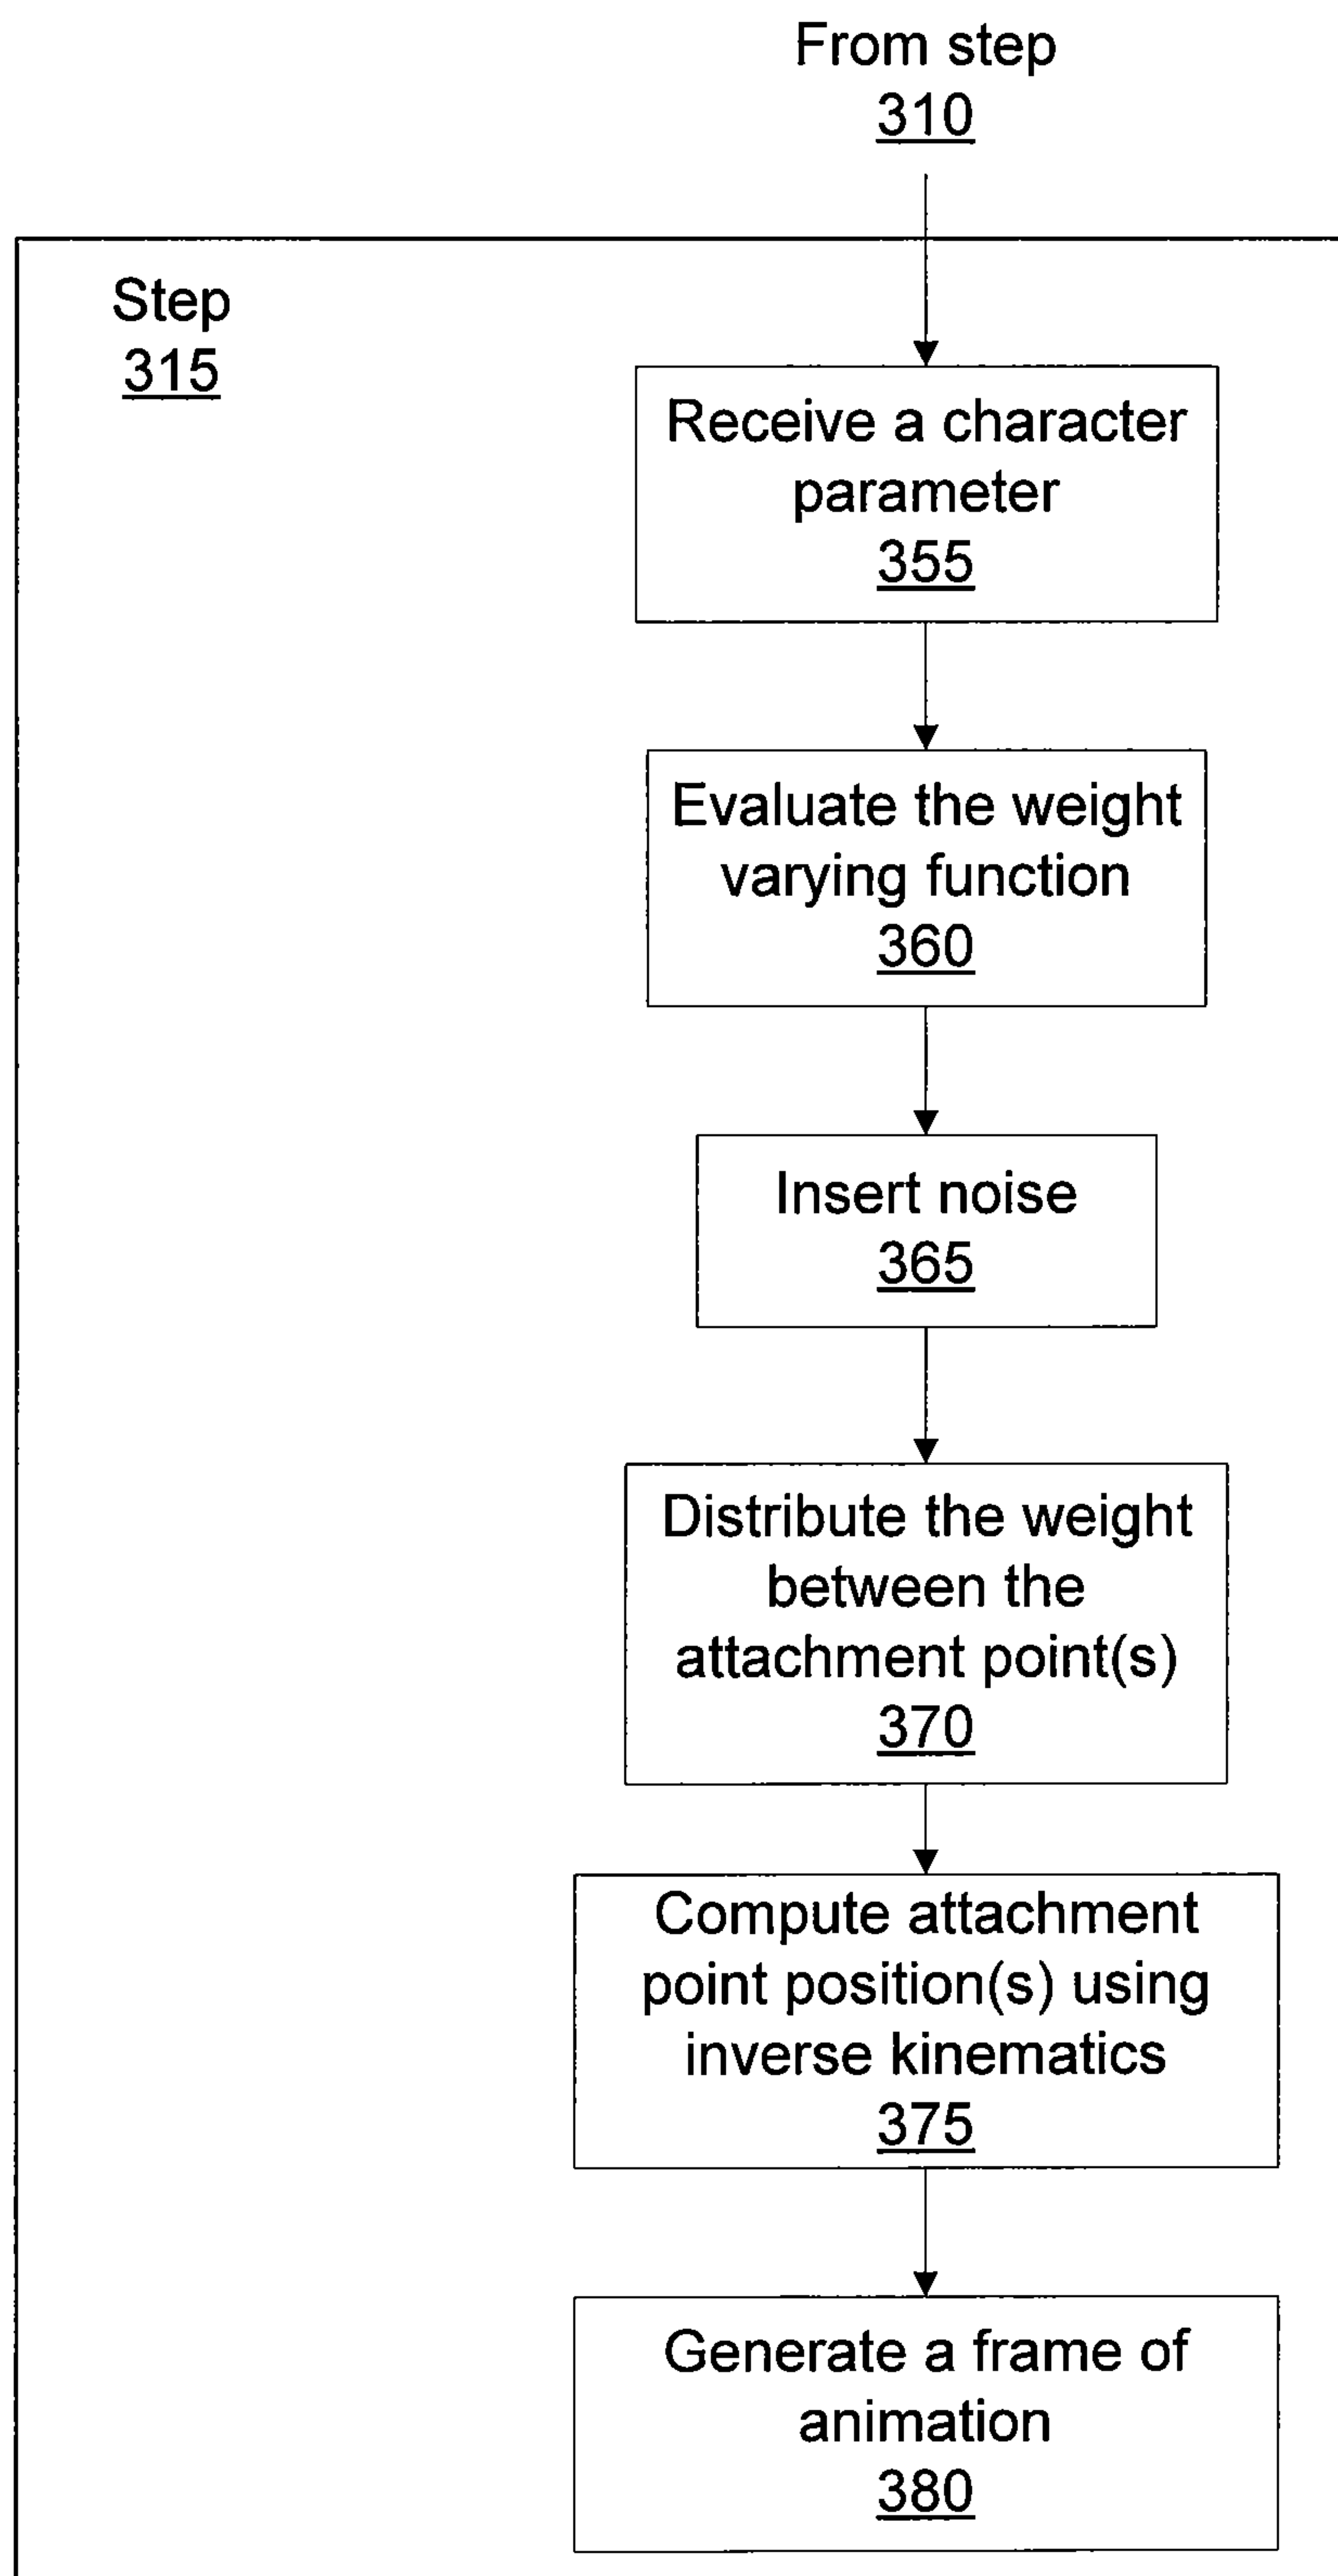 From step
310
Step
315
Receive a character
parameter
355
Evaluate the weight
varying function
360
Insert noise
365
Distribute the weight
between the
attachment point(s)
370
Compute attachment
point position(s) using
inverse kinematics
375
Generate a frame of
animation
380